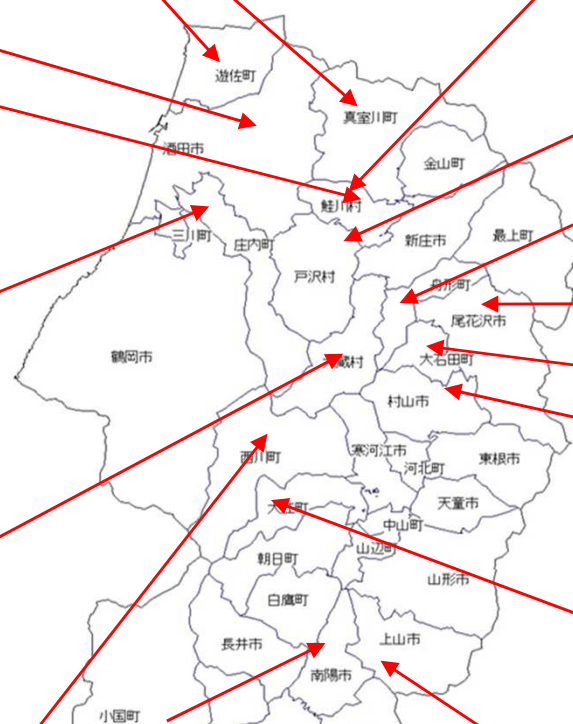 遊佐町
真室川町
酒田市
金山町
鮭川村
三川町
庄内町
新庄市
最上町
戸沢村
舟形町
尾花沢市
鶴岡市
大石田町
大蔵村
村山市
西川町
寒河江市
河北町
東根市
天童市
大江町
中山町
山辺町
朝日町
山形市
白鷹町
長井市
上山市
南陽市
小国町